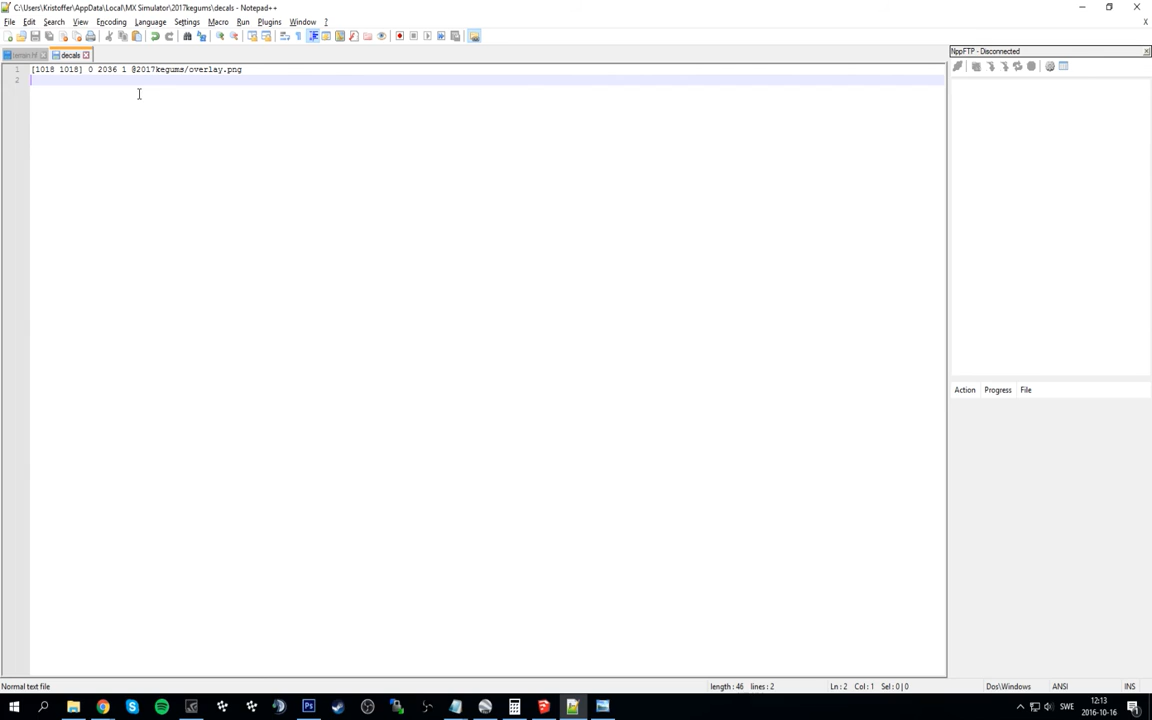 C:\Users\Kristoffer\AppData\Local\MX Simulator\2017kegums\decals - Notepad++
File Edit Search View Encoding Language Settings Macro Run Plugins Window ?
X
terrain.hf decals
NppFTP - Disconnected
1 [1018 1018] 0 2036 1 @2017kegums/overlay.png
2
Action Progress File
Normal text file length : 46 lines : 2 Ln : 2 Col : 1 Sel : 0 | 0 Dos\Windows ANSI INS
SWE
12:13
2016-10-16